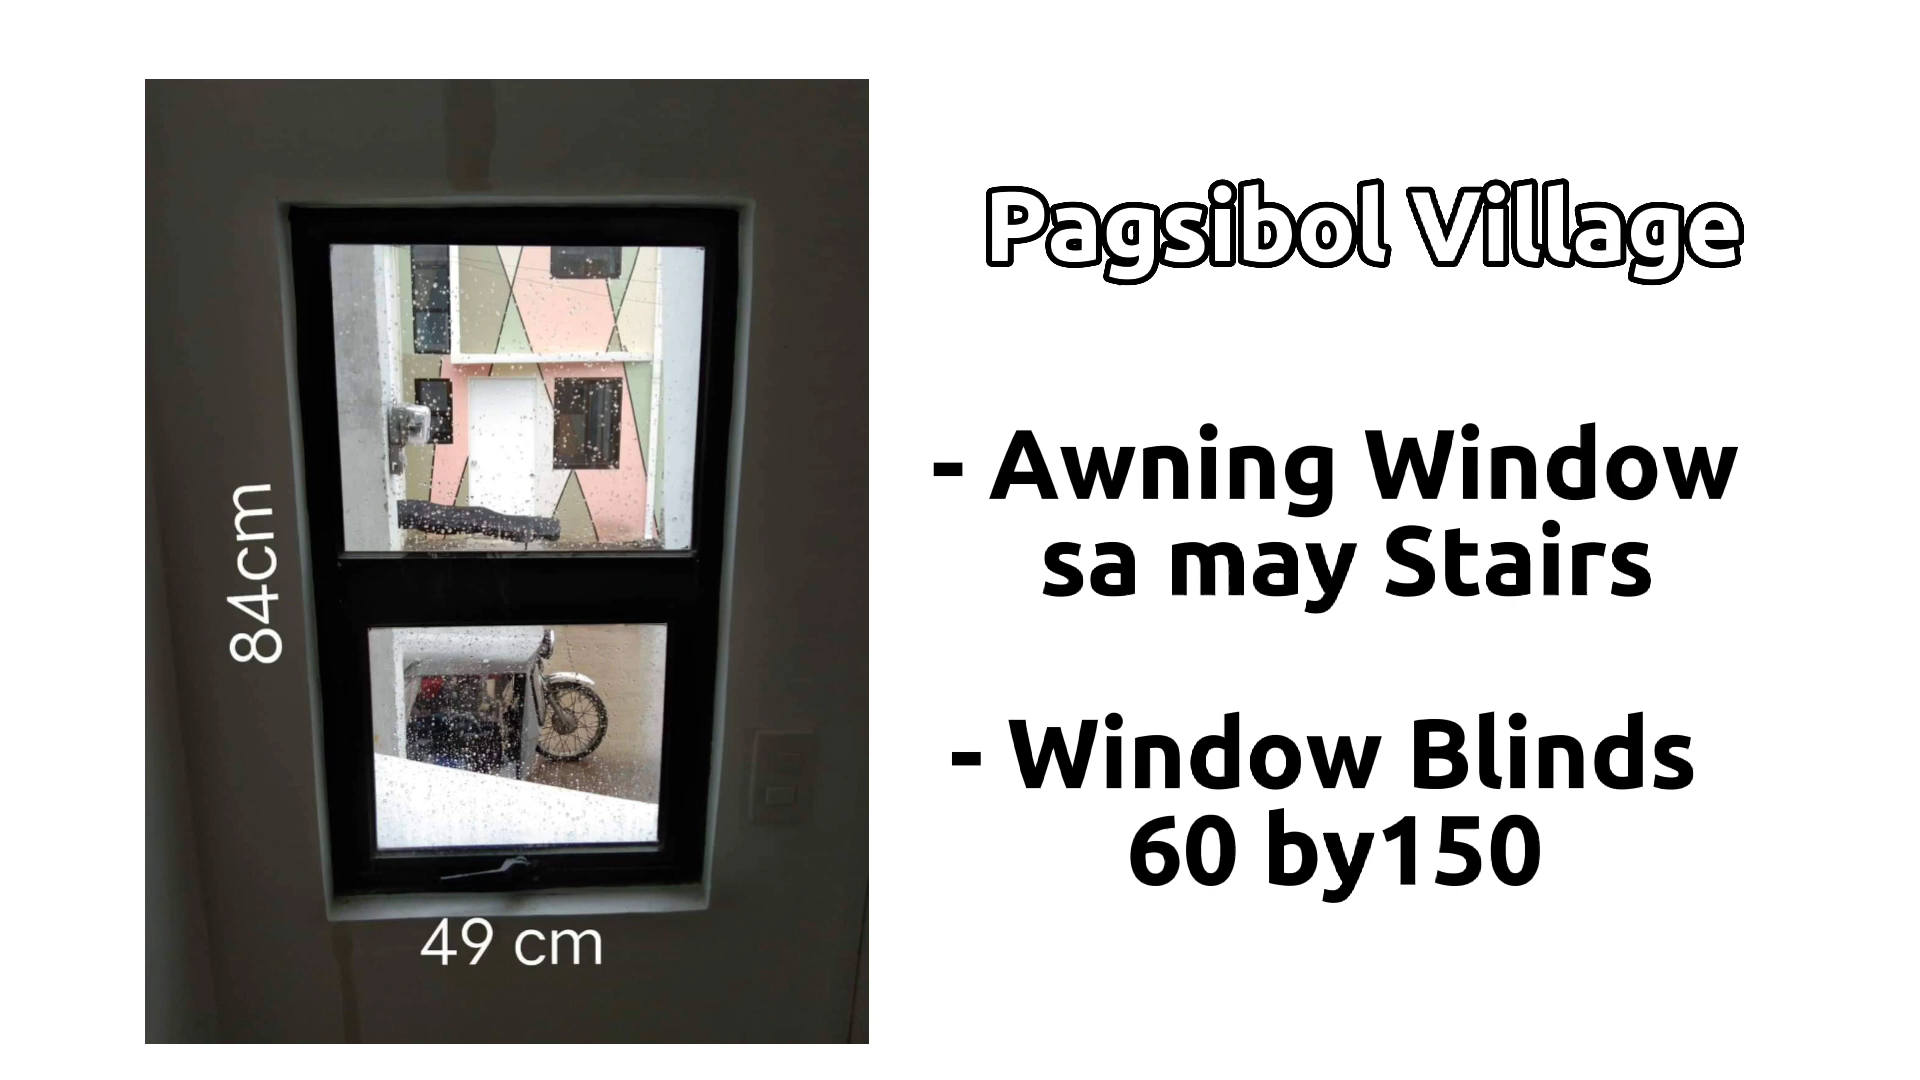 Pagsibol Village
84cm
49 cm
- Awning Window
sa may Stairs
- Window Blinds
60 by150